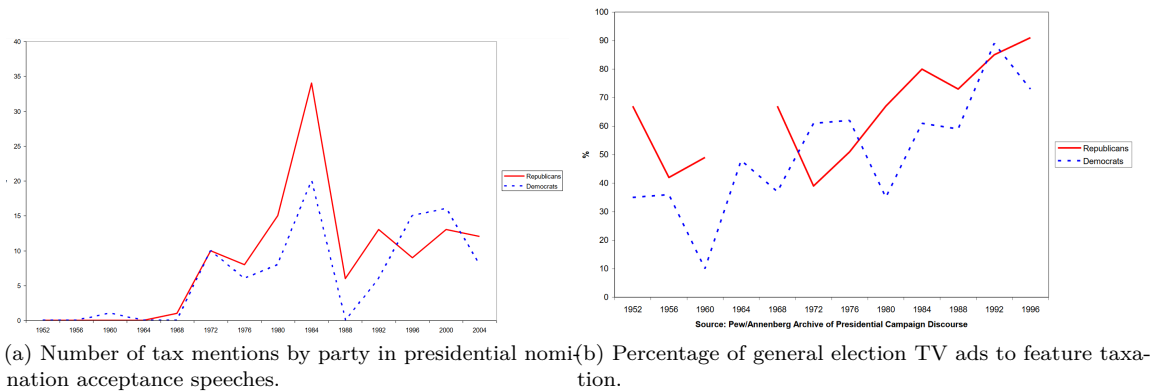 40
35
30
25
20
15
10
5
0
1952 1956 1960 1964 1968 1972 1976 1980 1984 1988 1992 1996 2000 2004
Republicans
Democrats
(a) Number of tax mentions by party in presidential nomi-
nation acceptance speeches.
100
90
80
70
60
50
40
30
20
10
0
%
1952 1956 1960 1964 1968 1972 1976 1980 1984 1988 1992 1996
Source: Pew/Annenberg Archive of Presidential Campaign Discourse
Republicans
Democrats
(b) Percentage of general election TV ads to feature taxa-
tion.